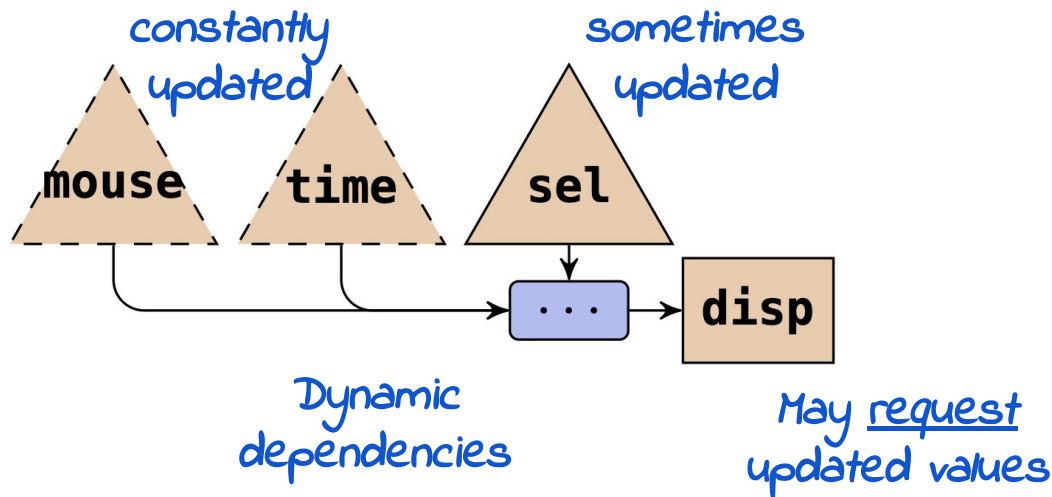 constantly
updated
sometimes
updated
mouse
time
sel
...
disp
Dynamic
dependencies
May request
updated values